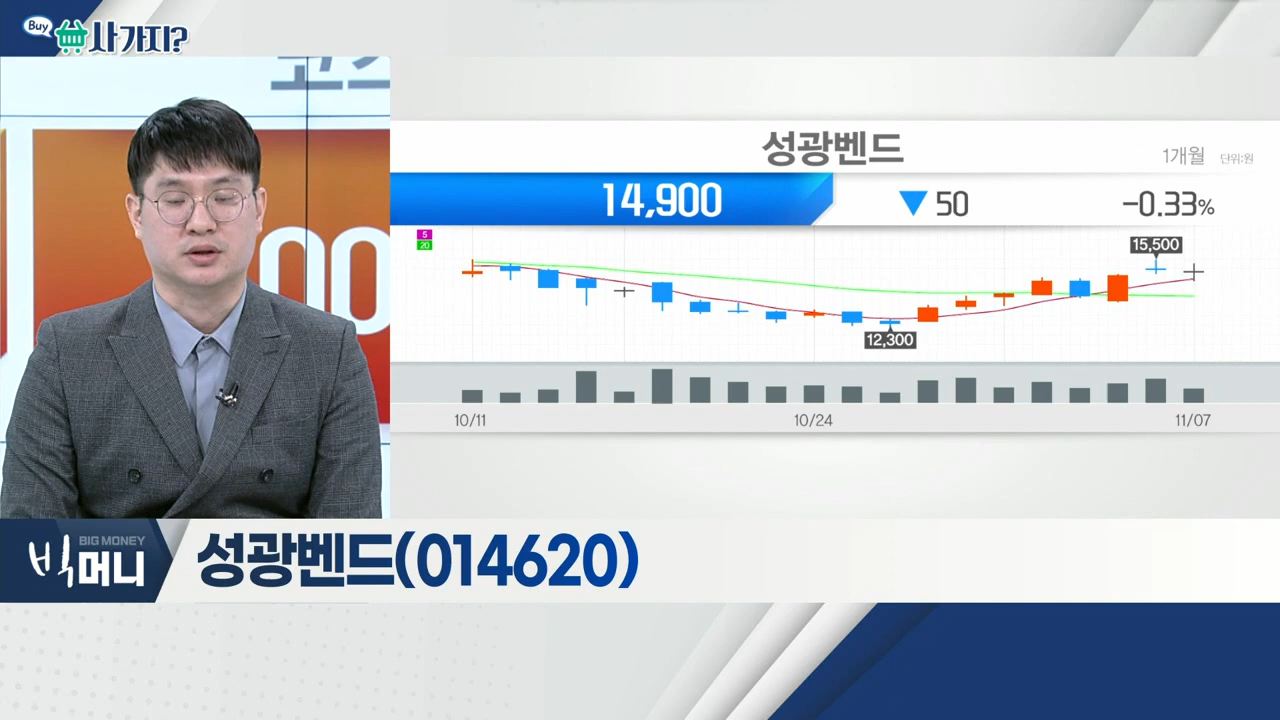 Buy
사가지?
성광벤드
1개월 단위:원
14,900 ▼50 -0.33%
5
20
15,500
12,300
10/11 10/24 11/07
빅머니
BIG MONEY
성광벤드(014620)